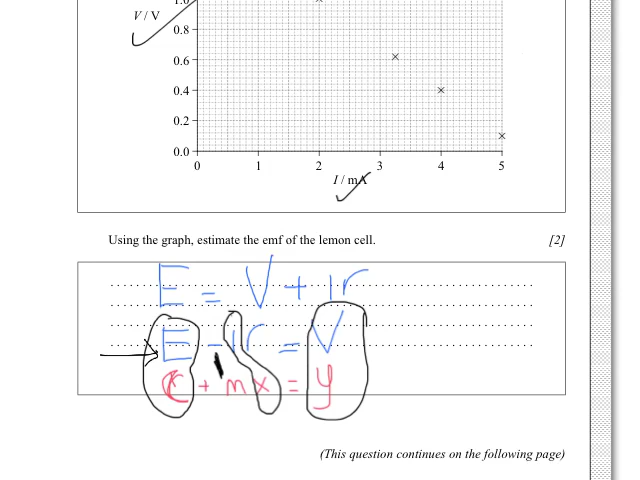 1.0
V / V
0.8
0.6
0.4
0.2
0.0
0 1 2 3 4 5
I / mA
Using the graph, estimate the emf of the lemon cell. [2]
E = V + Ir
E - Ir = V
c + m x = y
(This question continues on the following page)